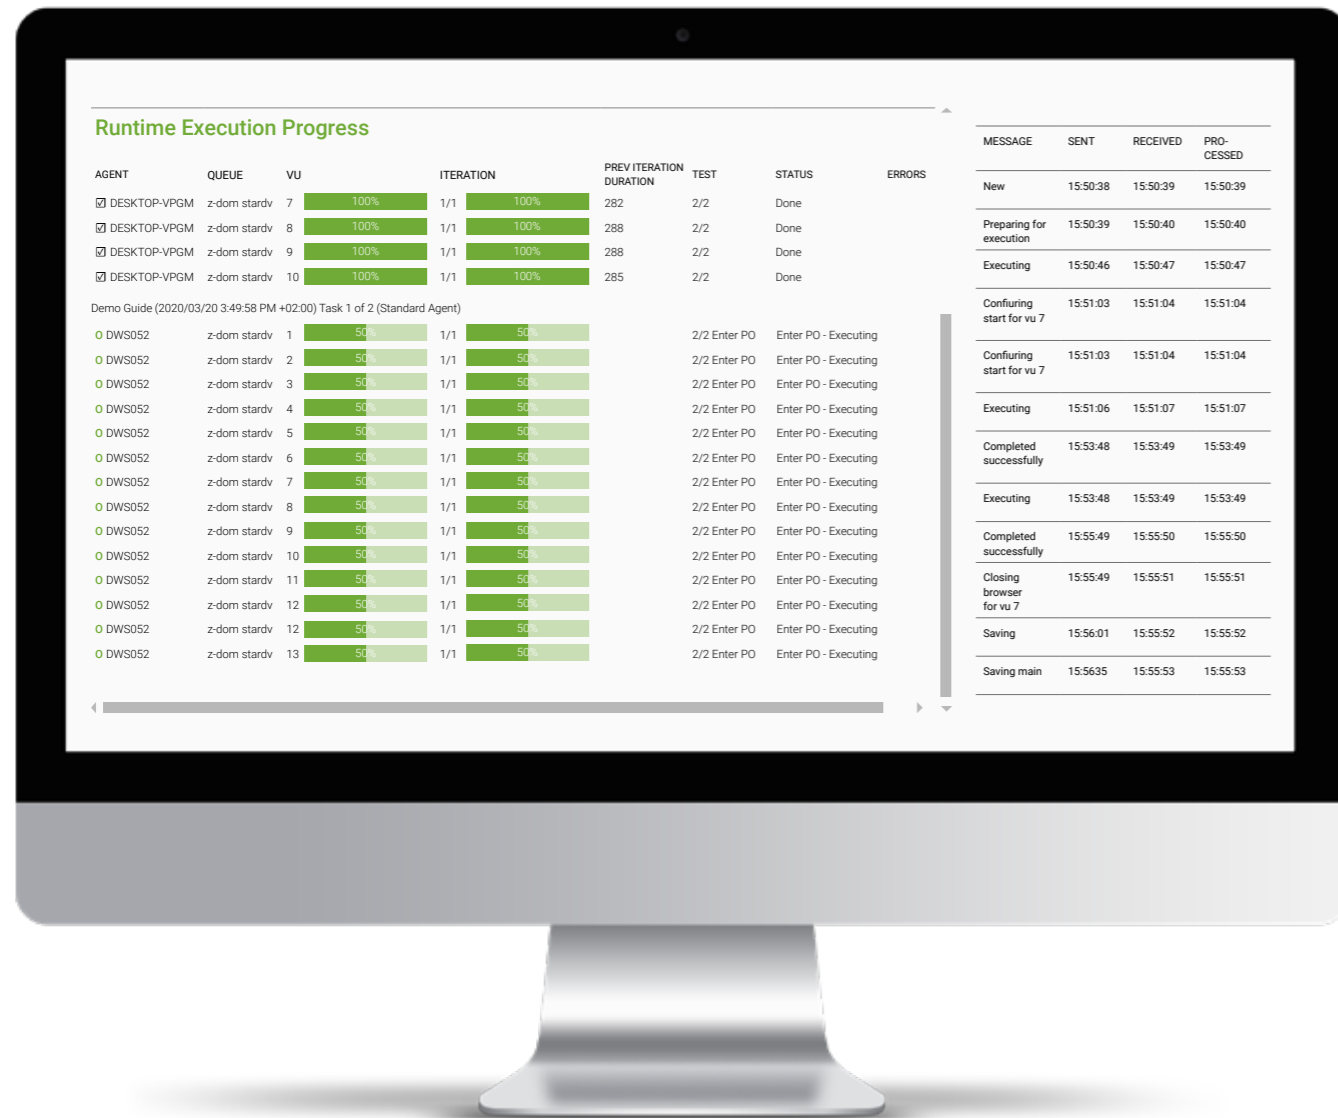 Runtime Execution Progress
AGENT QUEUE VU ITERATION PREV ITERATION DURATION TEST STATUS ERRORS
☑ DESKTOP-VPGM z-dom stardv 7 100% 1/1 100% 282 2/2 Done
☑ DESKTOP-VPGM z-dom stardv 8 100% 1/1 100% 288 2/2 Done
☑ DESKTOP-VPGM z-dom stardv 9 100% 1/1 100% 288 2/2 Done
☑ DESKTOP-VPGM z-dom stardv 10 100% 1/1 100% 285 2/2 Done
Demo Guide (2020/03/20 3:49:58 PM +02:00) Task 1 of 2 (Standard Agent)
O DWS052 z-dom stardv 1 50% 1/1 50% 2/2 Enter PO Enter PO - Executing
O DWS052 z-dom stardv 2 50% 1/1 50% 2/2 Enter PO Enter PO - Executing
O DWS052 z-dom stardv 3 50% 1/1 50% 2/2 Enter PO Enter PO - Executing
O DWS052 z-dom stardv 4 50% 1/1 50% 2/2 Enter PO Enter PO - Executing
O DWS052 z-dom stardv 5 50% 1/1 50% 2/2 Enter PO Enter PO - Executing
O DWS052 z-dom stardv 6 50% 1/1 50% 2/2 Enter PO Enter PO - Executing
O DWS052 z-dom stardv 7 50% 1/1 50% 2/2 Enter PO Enter PO - Executing
O DWS052 z-dom stardv 8 50% 1/1 50% 2/2 Enter PO Enter PO - Executing
O DWS052 z-dom stardv 9 50% 1/1 50% 2/2 Enter PO Enter PO - Executing
O DWS052 z-dom stardv 10 50% 1/1 50% 2/2 Enter PO Enter PO - Executing
O DWS052 z-dom stardv 11 50% 1/1 50% 2/2 Enter PO Enter PO - Executing
O DWS052 z-dom stardv 12 50% 1/1 50% 2/2 Enter PO Enter PO - Executing
O DWS052 z-dom stardv 12 50% 1/1 50% 2/2 Enter PO Enter PO - Executing
O DWS052 z-dom stardv 13 50% 1/1 50% 2/2 Enter PO Enter PO - Executing
MESSAGE SENT RECEIVED PRO-
CESSED
New 15:50:38 15:50:39 15:50:39
Preparing for 15:50:39 15:50:40 15:50:40
execution
Executing 15:50:46 15:50:47 15:50:47
Confiuring 15:51:03 15:51:04 15:51:04
start for vu 7
Confiuring 15:51:03 15:51:04 15:51:04
start for vu 7
Executing 15:51:06 15:51:07 15:51:07
Completed 15:53:48 15:53:49 15:53:49
successfully
Executing 15:53:48 15:53:49 15:53:49
Completed 15:55:49 15:55:50 15:55:50
successfully
Closing 15:55:49 15:55:51 15:55:51
browser
for vu 7
Saving 15:56:01 15:55:52 15:55:52
Saving main 15:5635 15:55:53 15:55:53